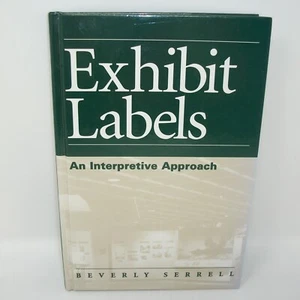 Exhibit
Labels
An Interpretive Approach
BEVERLY SERRELL